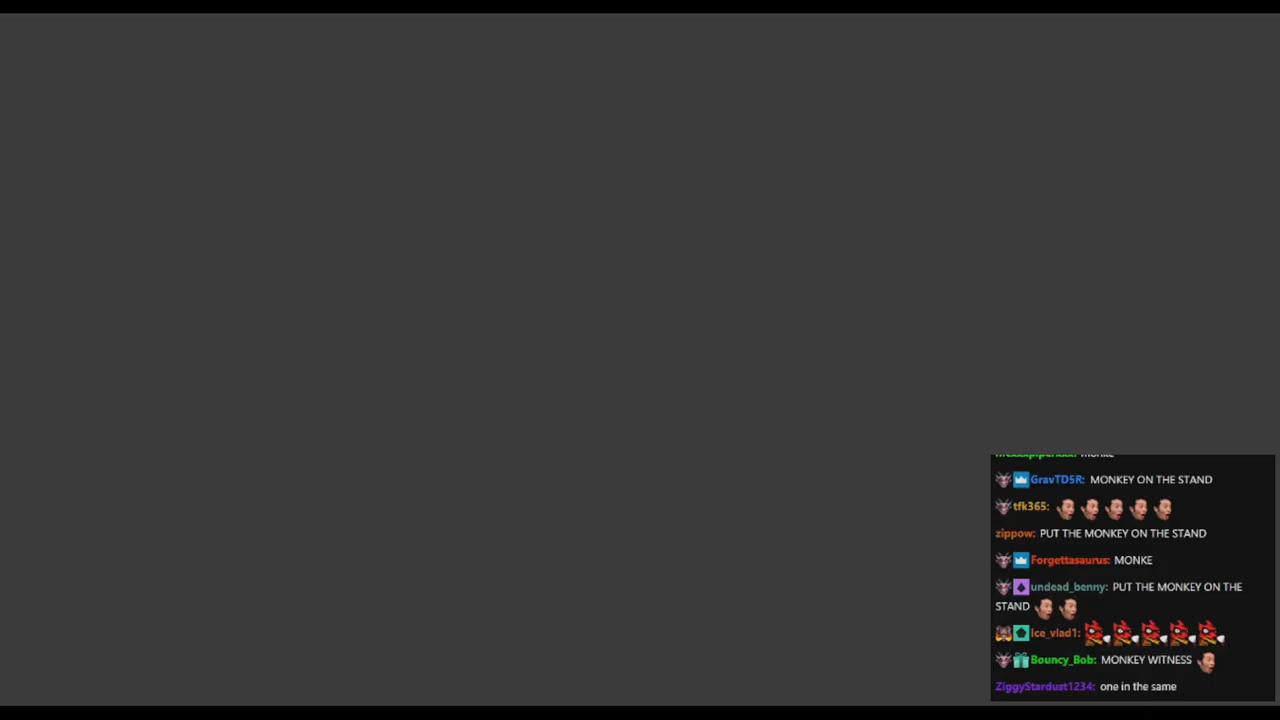 GravTD5R: MONKEY ON THE STAND
tfk365:
zippow: PUT THE MONKEY ON THE STAND
Forgettasaurus: MONKE
undead_benny: PUT THE MONKEY ON THE
STAND
Ice_vlad1:
Bouncy_Bob: MONKEY WITNESS
ZiggyStardust1234: one in the same